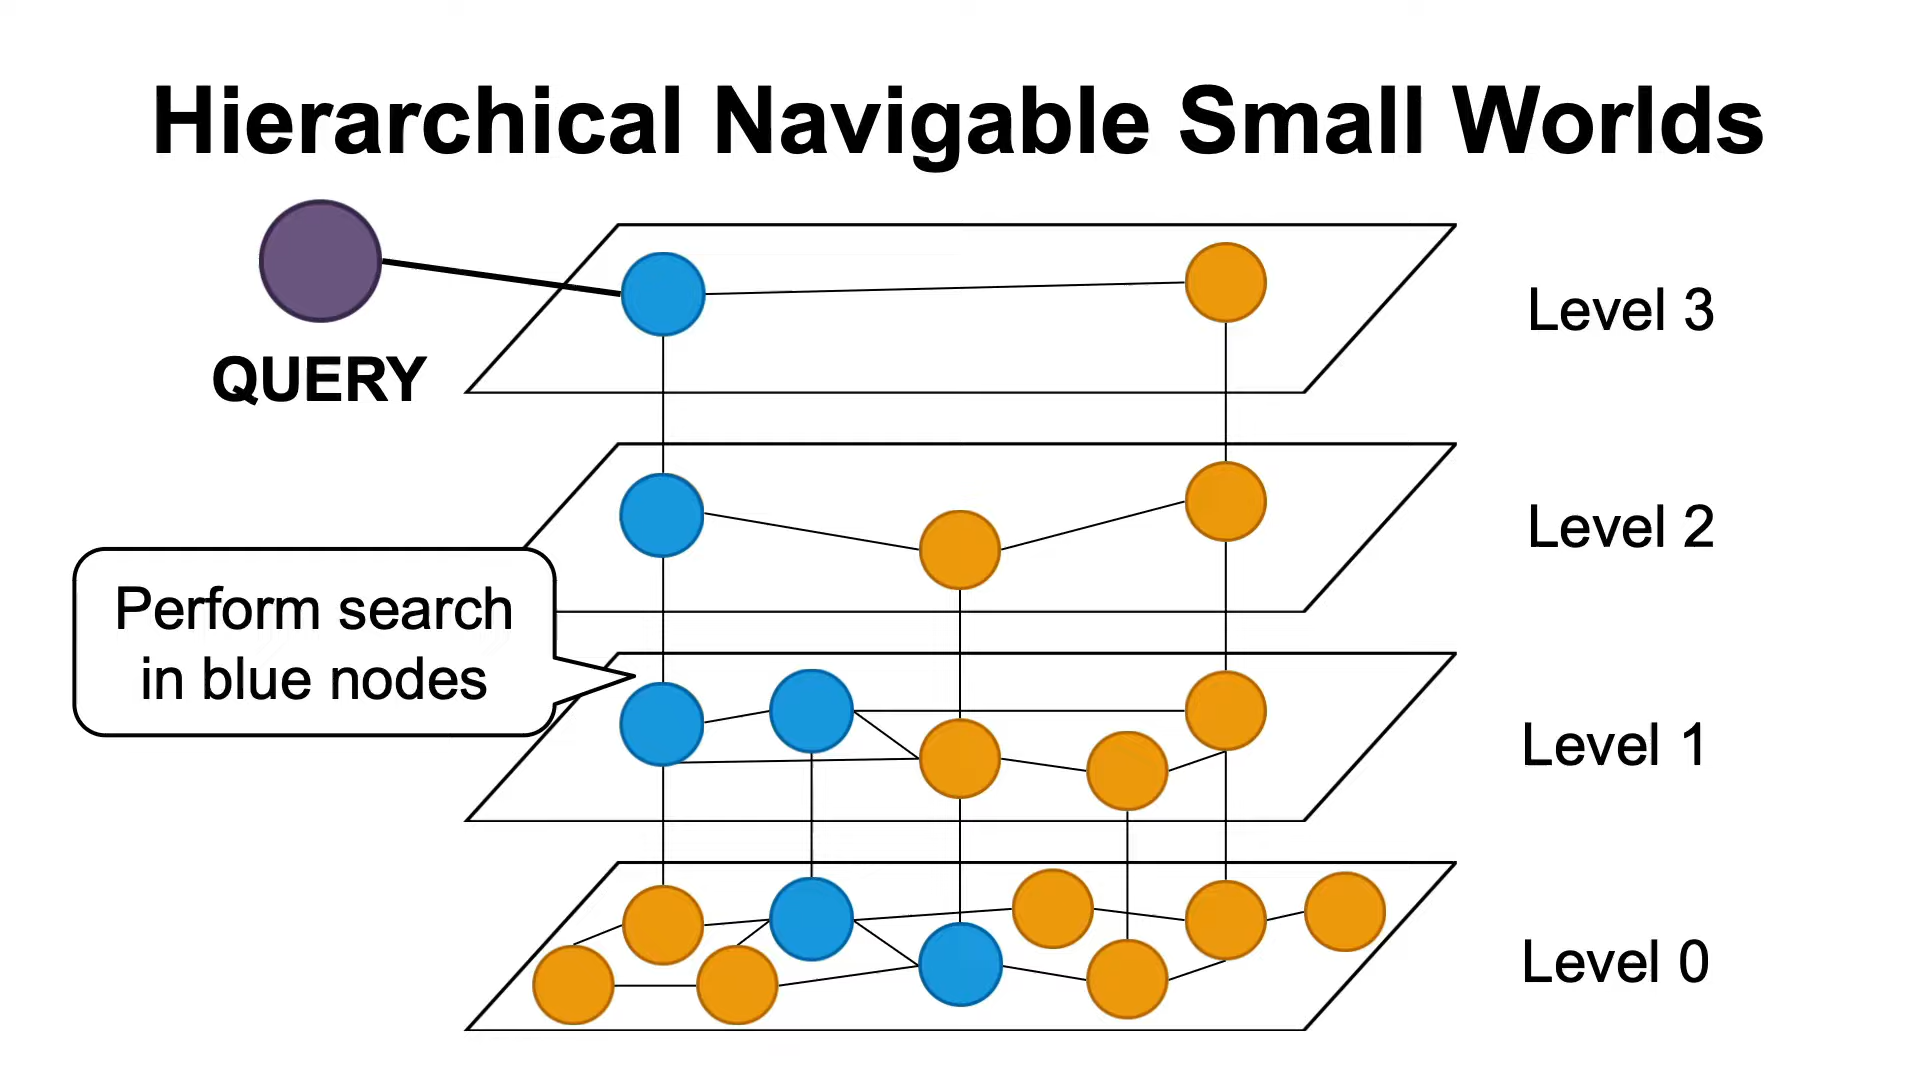 Hierarchical Navigable Small Worlds
QUERY
Level 3
Level 2
Perform search
in blue nodes
Level 1
Level 0